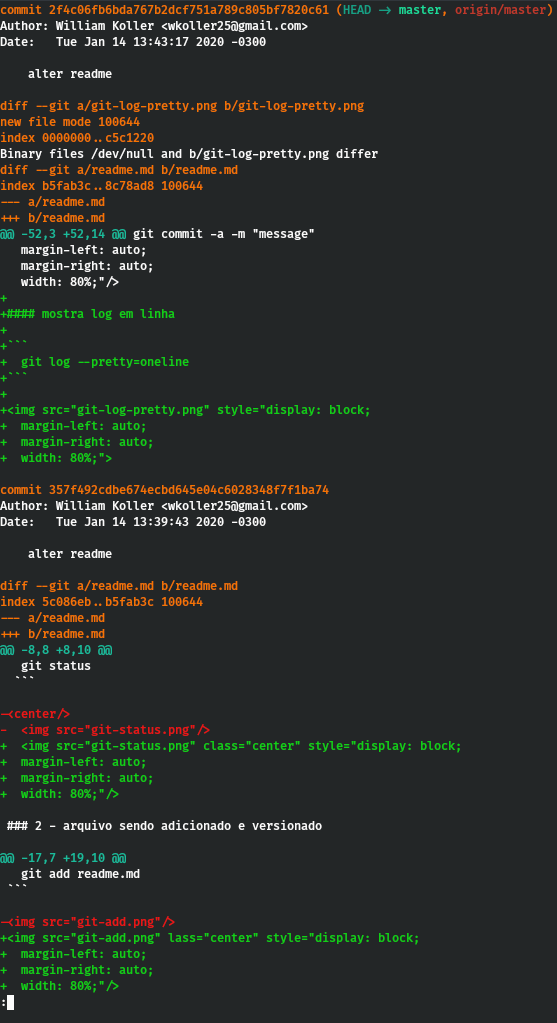 commit 2f4c06fb6bda767b2dcf751a789c805bf7820c61 (HEAD -> master, origin/master)
Author: William Koller <wkoller25@gmail.com>
Date:   Tue Jan 14 13:43:17 2020 -0300

    alter readme

diff --git a/git-log-pretty.png b/git-log-pretty.png
new file mode 100644
index 0000000..c5c1220
Binary files /dev/null and b/git-log-pretty.png differ
diff --git a/readme.md b/readme.md
index b5fab3c..8c78ad8 100644
--- a/readme.md
+++ b/readme.md
@@ -52,3 +52,14 @@ git commit -a -m "message"
   margin-left: auto;
   margin-right: auto;
   width: 80%;"/>
+
+#### mostra log em linha
+
+```
+  git log --pretty=oneline
+```
+
+<img src="git-log-pretty.png" style="display: block;
+  margin-left: auto;
+  margin-right: auto;
+  width: 80%;">

commit 357f492cdbe674ecbd645e04c6028348f7f1ba74
Author: William Koller <wkoller25@gmail.com>
Date:   Tue Jan 14 13:39:43 2020 -0300

    alter readme

diff --git a/readme.md b/readme.md
index 5c086eb..b5fab3c 100644
--- a/readme.md
+++ b/readme.md
@@ -8,8 +8,10 @@
   git status
  ```

-<center/>
-  <img src="git-status.png"/>
+  <img src="git-status.png" class="center" style="display: block;
+  margin-left: auto;
+  margin-right: auto;
+  width: 80%;"/>

 ### 2 - arquivo sendo adicionado e versionado

@@ -17,7 +19,10 @@
   git add readme.md
 ```

-<img src="git-add.png"/>
+<img src="git-add.png" lass="center" style="display: block;
+  margin-left: auto;
+  margin-right: auto;
+  width: 80%;"/>
: